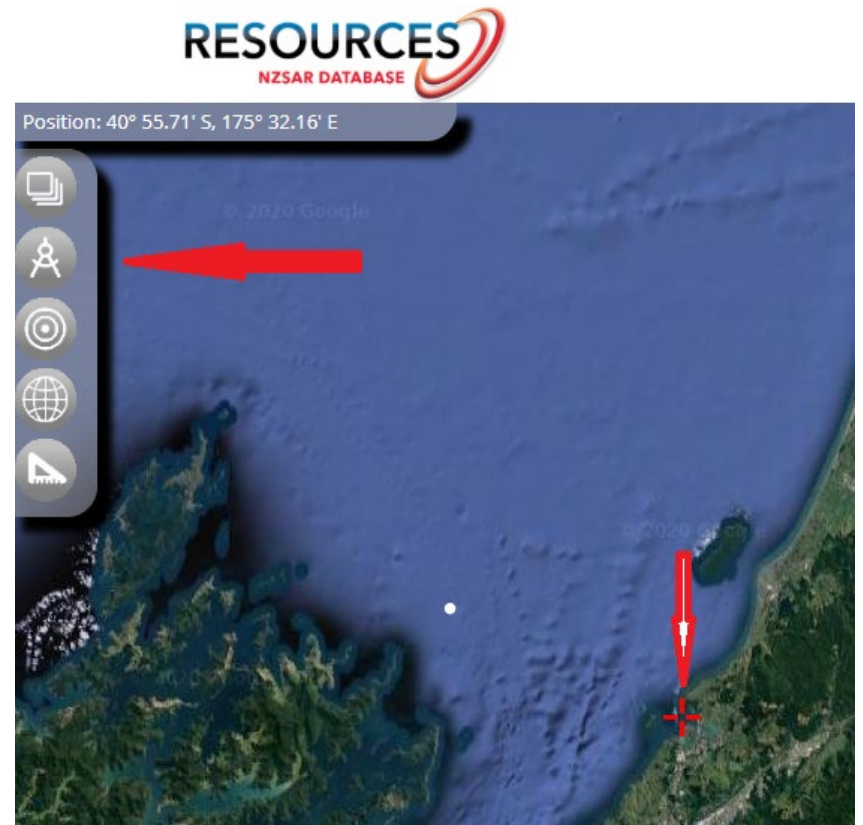 RESOURCES
NZSAR DATABASE
Position: 40° 55.71' S, 175° 32.16' E
© 2020 Google